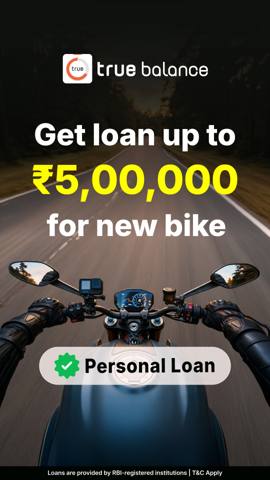 true
true balance
Get loan up to
₹5,00,000
for new bike
Personal Loan
Loans are provided by RBI-registered institutions | T&C Apply